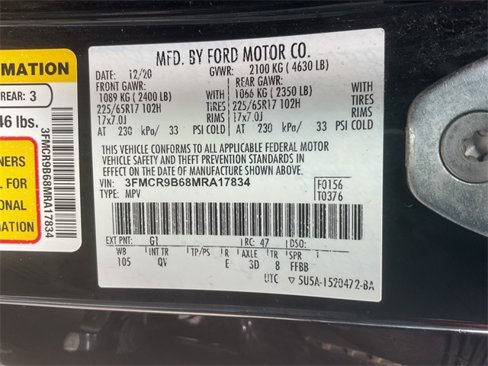 MFD. BY FORD MOTOR CO.
DATE: 12/20 GVWR: 2100 KG ( 4630 LB)
FRONT GAWR: REAR GAWR:
1089 KG ( 2400 LB) WITH 1066 KG ( 2350 LB) WITH
225/65R17 102H TIRES 225/65R17 102H TIRES
17x7.0J RIMS 17x7.0J RIMS
AT 230 kPa/ 33 PSI COLD AT 230 kPa/ 33 PSI COLD
THIS VEHICLE CONFORMS TO ALL APPLICABLE FEDERAL MOTOR
VEHICLE SAFETY AND THEFT PREVENTION STANDARDS IN
EFFECT ON THE DATE OF MANUFACTURE SHOWN ABOVE.
VIN: 3FMCR9B68MRA17834 F0156
TYPE: MPV T0376
EXT PNT: G1 RC: 47 DSO:
WB INT TR TP/PS R AXLE TR SPR
105 QV E 3D 8 FFBB
UTC 5U5A-1520472-BA
ORMATION
REAR: 3
46 lbs.
NERS
L FOR
ONAL
3FMCR9B68MRA17834